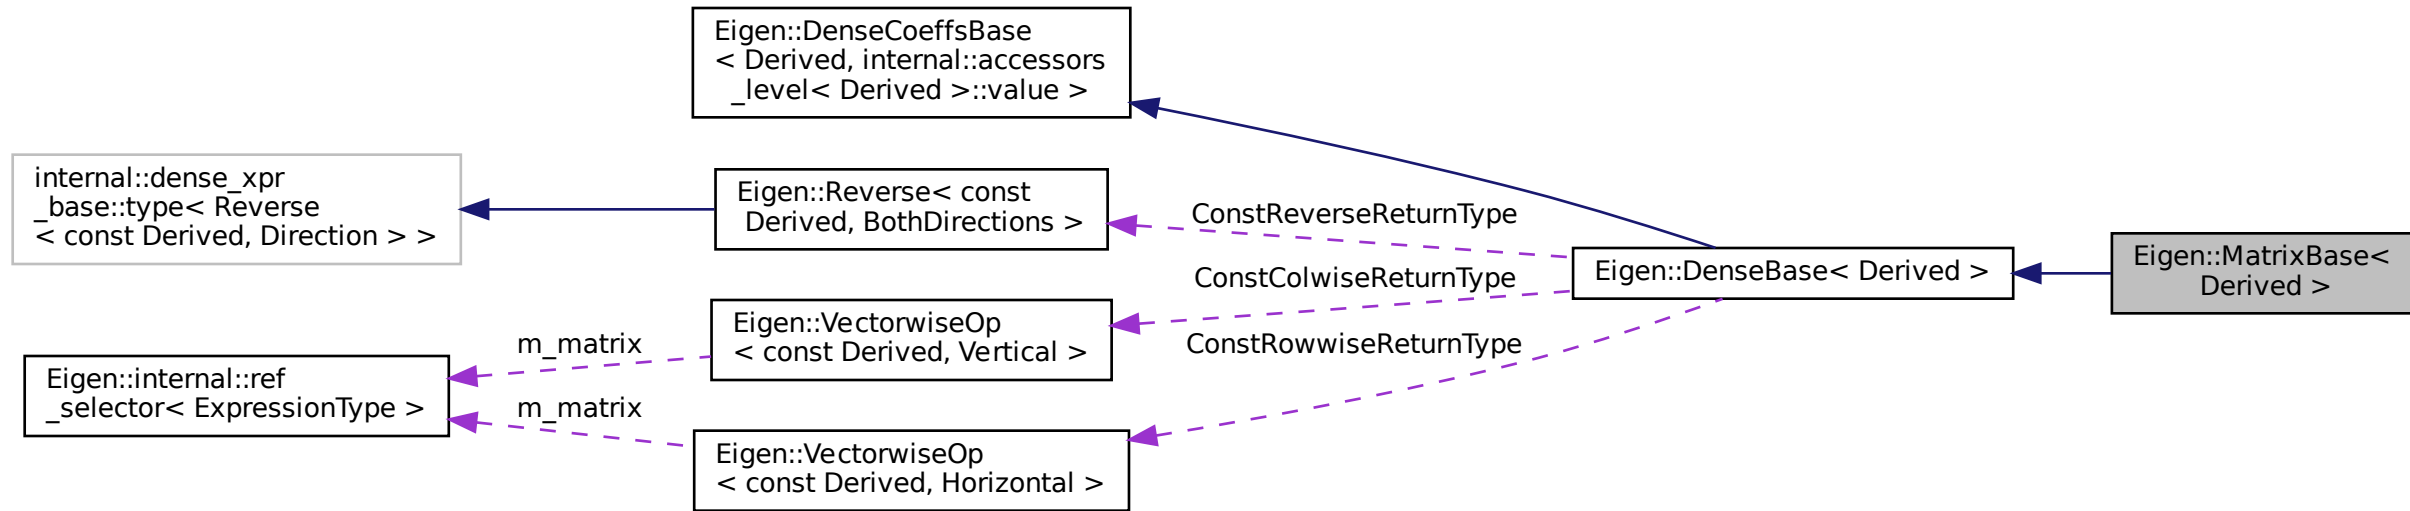 Eigen::DenseCoeffsBase
< Derived, internal::accessors
_level< Derived >::value >
internal::dense_xpr
_base::type< Reverse
< const Derived, Direction > >
Eigen::Reverse< const
Derived, BothDirections >
ConstReverseReturnType
Eigen::DenseBase< Derived >
Eigen::MatrixBase<
Derived >
ConstColwiseReturnType
Eigen::VectorwiseOp
< const Derived, Vertical >
ConstRowwiseReturnType
m_matrix
Eigen::internal::ref
_selector< ExpressionType >
m_matrix
Eigen::VectorwiseOp
< const Derived, Horizontal >